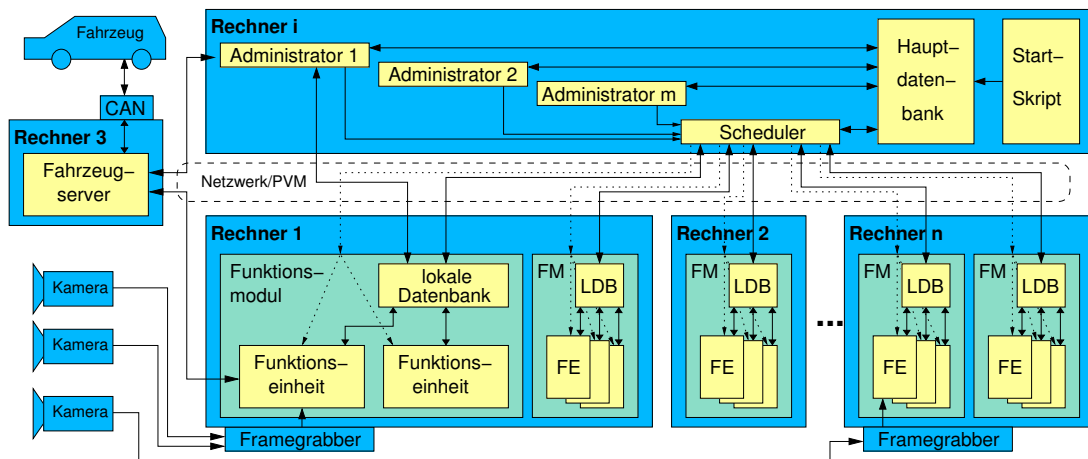 Fahrzeug
CAN
Rechner 3
Fahrzeug-
server
Rechner i
Administrator 1
Administrator 2
Administrator m
Haupt-
daten-
bank
Start-
Skript
Scheduler
Netzwerk/PVM
Rechner 1
Funktions-
modul
lokale
Datenbank
Funktions-
einheit
Funktions-
einheit
FM
LDB
FE
Framegrabber
Rechner 2
FM
LDB
FE
...
Rechner n
FM
LDB
FE
FM
LDB
FE
Framegrabber
Kamera
Kamera
Kamera